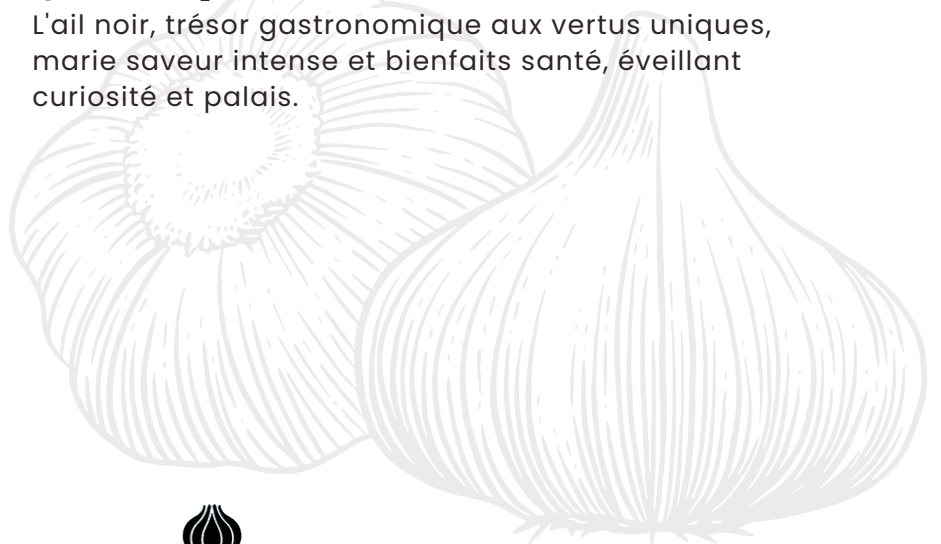 L'ail noir, trésor gastronomique aux vertus uniques,
marie saveur intense et bienfaits santé, éveillant
curiosité et palais.